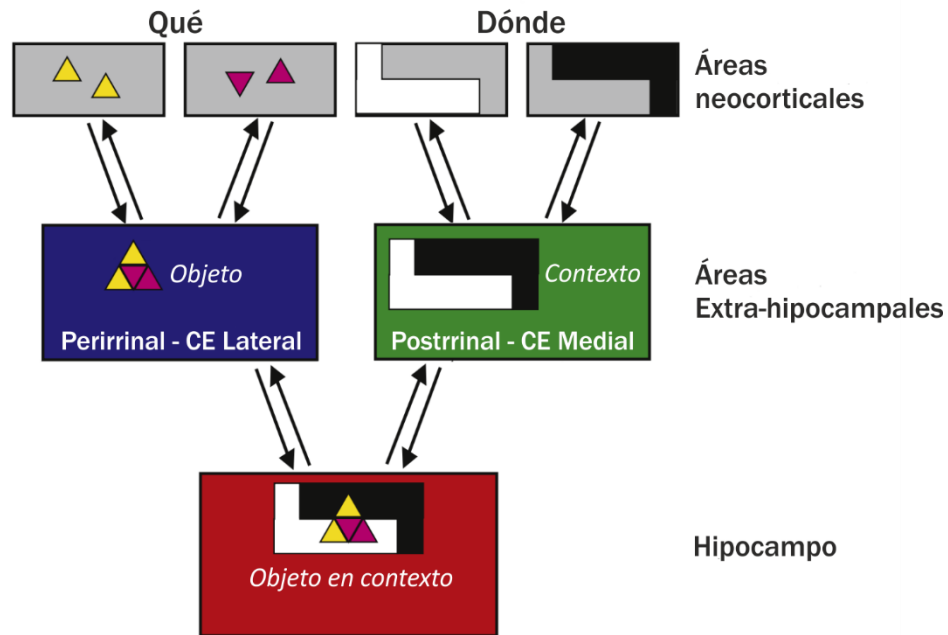 Qué
Dónde
Áreas
neocorticales
Objeto
Perirrinal - CE Lateral
Contexto
Postrrinal - CE Medial
Áreas
Extra-hipocampales
Objeto en contexto
Hipocampo